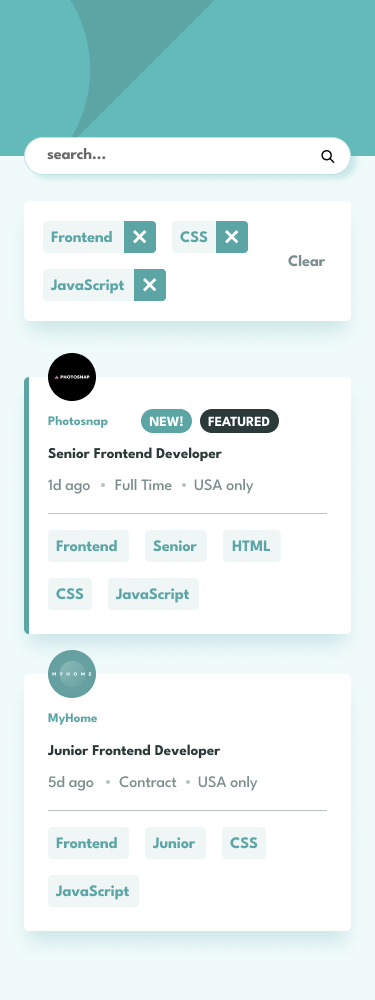 search...
Frontend
CSS
JavaScript
Clear
PHOTOSNAP
Photosnap NEW! FEATURED
Senior Frontend Developer
1d ago • Full Time • USA only
Frontend Senior HTML
CSS JavaScript
MYHOME
MyHome
Junior Frontend Developer
5d ago • Contract • USA only
Frontend Junior CSS
JavaScript